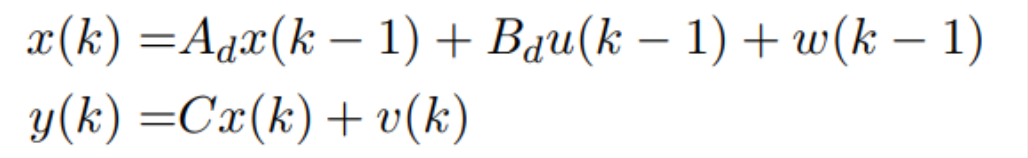 x(k) =A_d x(k − 1) + B_d u(k − 1) + w(k − 1)
y(k) =Cx(k) + v(k)